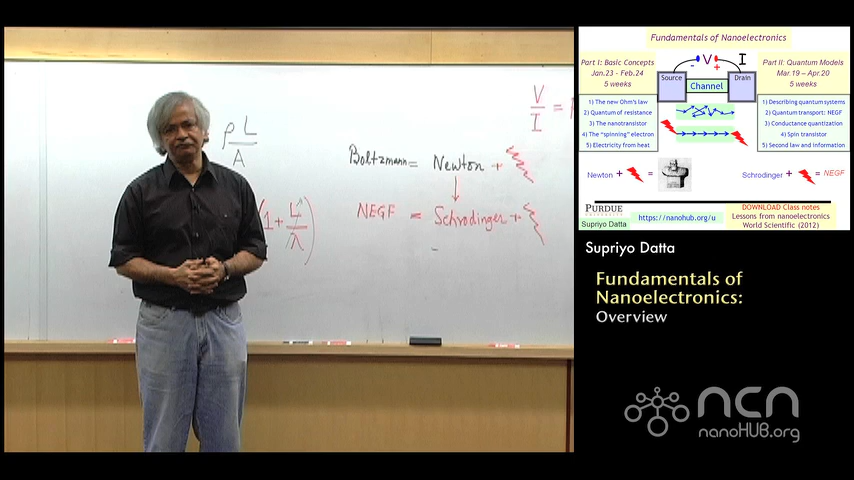 ρ L
A
( 1 + L
λ )
V
I =
Boltzmann = Newton +
NEGF = Schrodinger +
Fundamentals of Nanoelectronics
Part I: Basic Concepts
Jan.23 - Feb.24
5 weeks
1) The new Ohm's law
2) Quantum of resistance
3) The nanotransistor
4) The "spinning" electron
5) Electricity from heat
V
I
-
+
Source
Drain
Channel
Part II: Quantum Models
Mar.19 - Apr.20
5 weeks
1) Describing quantum systems
2) Quantum transport: NEGF
3) Conductance quantization
4) Spin transistor
5) Second law and information
Newton + =
Schrodinger + = NEGF
PURDUE
Supriyo Datta
https://nanohub.org/u
DOWNLOAD Class notes
Lessons from nanoelectronics
World Scientific (2012)
Supriyo Datta
Fundamentals of
Nanoelectronics:
Overview
ncn
nanoHUB.org